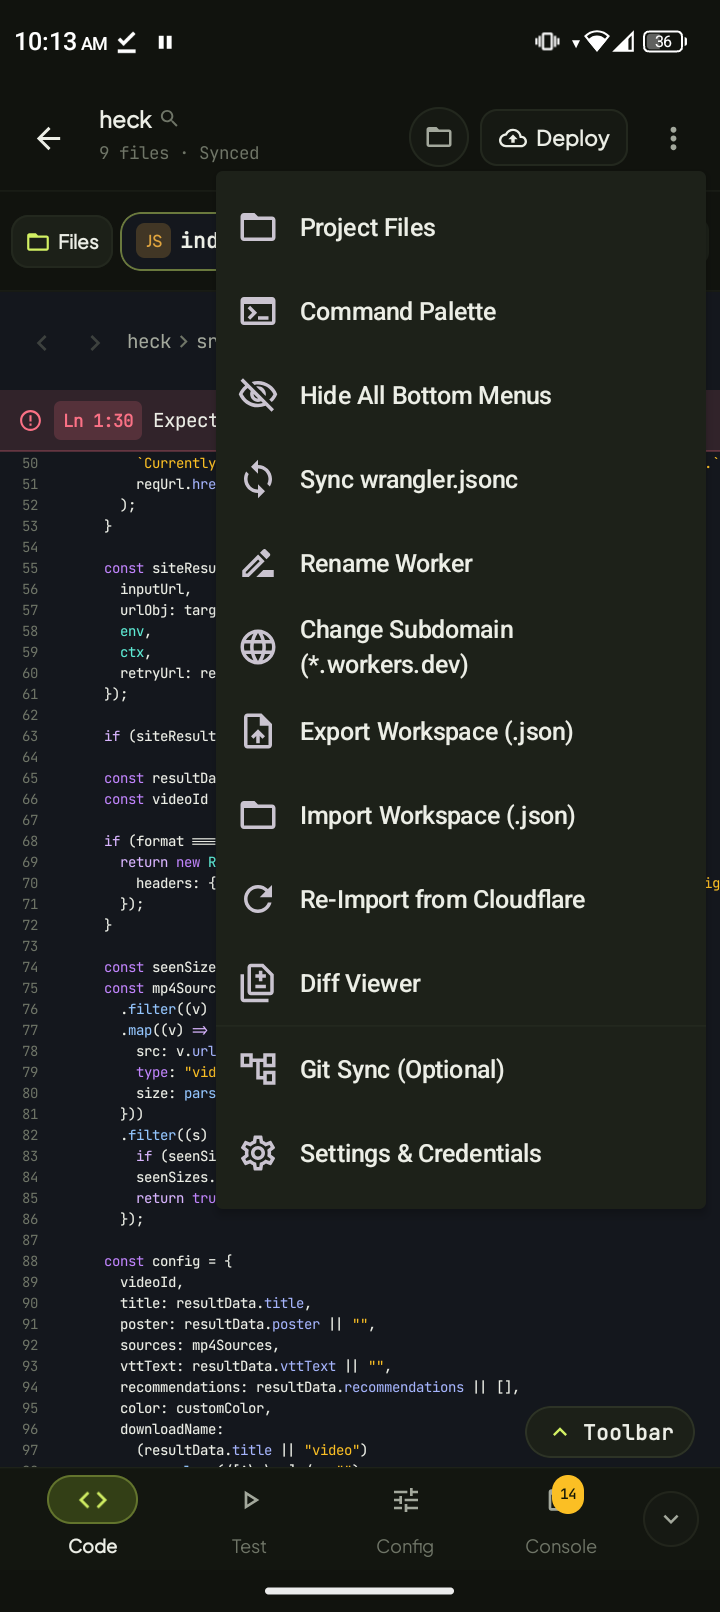 10:13 AM
36
heck
9 files · Synced
Deploy
Files
JS ind
heck > sr
Ln 1:30 Expect
Project Files
Command Palette
Hide All Bottom Menus
Sync wrangler.jsonc
Rename Worker
Change Subdomain
(*.workers.dev)
Export Workspace (.json)
Import Workspace (.json)
Re-Import from Cloudflare
Diff Viewer
Git Sync (Optional)
Settings & Credentials
50 `Currently .`
51 reqUrl.hre
52 );
53 }
54
55 const siteResu
56 inputUrl,
57 urlObj: targ
58 env,
59 ctx,
60 retryUrl: re
61 });
62
63 if (siteResult
64
65 const resultDa
66 const videoId
67
68 if (format ===
69 return new R
70 headers: { ig
71 });
72 }
73
74 const seenSize
75 const mp4Sourc
76 .filter((v)
77 .map((v) =>
78 src: v.url
79 type: "vid
80 size: pars
81 }))
82 .filter((s)
83 if (seenSi
84 seenSizes.
85 return tru
86 });
87
88 const config = {
89 videoId,
90 title: resultData.title,
91 poster: resultData.poster || "",
92 sources: mp4Sources,
93 vttText: resultData.vttText || "",
94 recommendations: resultData.recommendations || [],
95 color: customColor,
96 downloadName:
97 (resultData.title || "video")
Toolbar
14
Code
Test
Config
Console